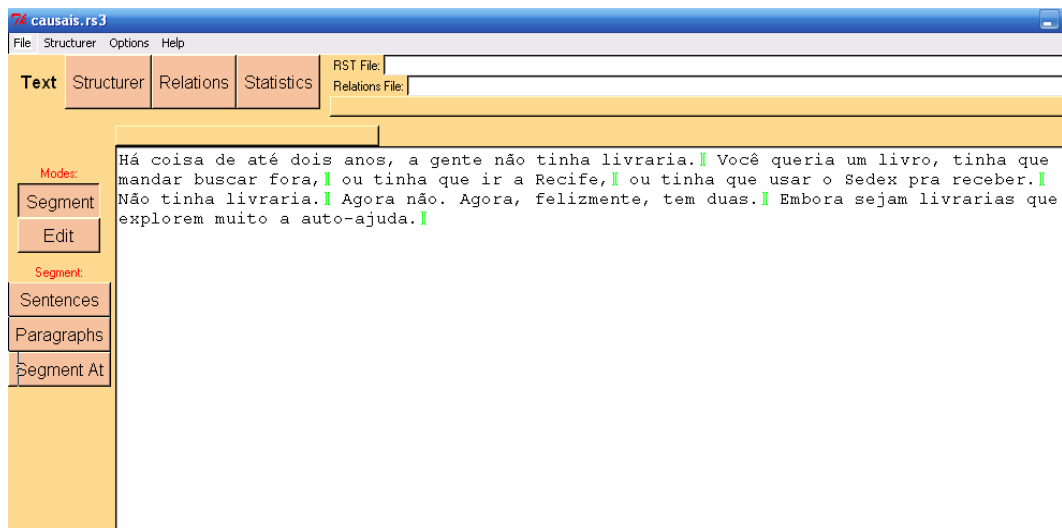 causais.rs3
File Structurer Options Help
Text Structurer Relations Statistics
RST File:
Relations File:
Modes:
Segment
Edit
Segment:
Sentences
Paragraphs
Segment At
Há coisa de até dois anos, a gente não tinha livraria. Você queria um livro, tinha que
mandar buscar fora, ou tinha que ir a Recife, ou tinha que usar o Sedex pra receber.
Não tinha livraria. Agora não. Agora, felizmente, tem duas. Embora sejam livrarias que
explorem muito a auto-ajuda.